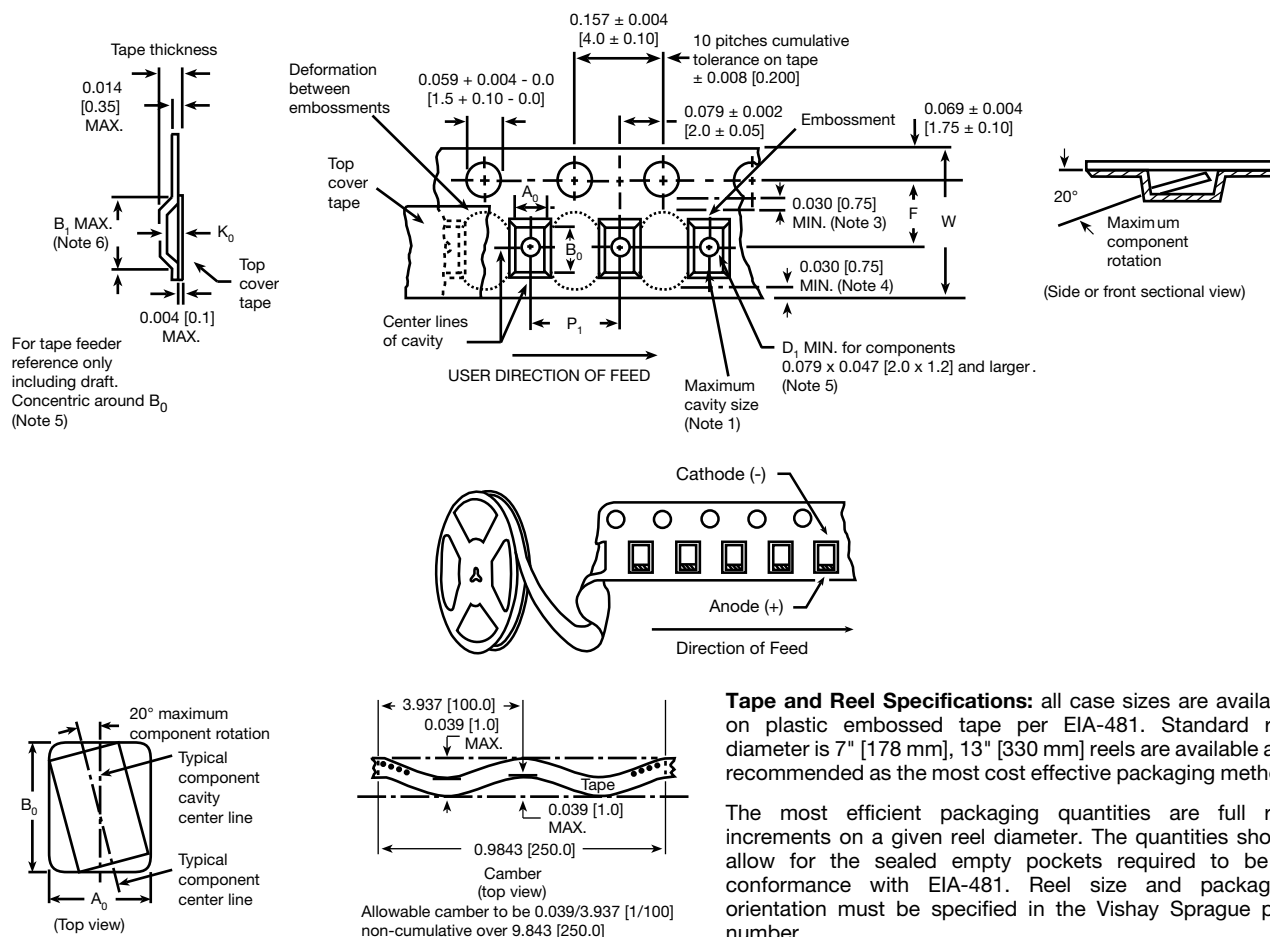 Tape thickness
0.014
[0.35]
MAX.
B1 MAX.
(Note 6)
K0
Top
cover
tape
0.004 [0.1]
MAX.
For tape feeder
reference only
including draft.
Concentric around B0
(Note 5)
Deformation
between
embossments
Top
cover
tape
0.059 + 0.004 - 0.0
[1.5 + 0.10 - 0.0]
0.157 ± 0.004
[4.0 ± 0.10]
10 pitches cumulative
tolerance on tape
± 0.008 [0.200]
0.079 ± 0.002
[2.0 ± 0.05]
Embossment
0.069 ± 0.004
[1.75 ± 0.10]
A0
B0
0.030 [0.75]
MIN. (Note 3)
F
W
0.030 [0.75]
MIN. (Note 4)
Center lines
of cavity
P1
USER DIRECTION OF FEED
Maximum
cavity size
(Note 1)
D1 MIN. for components
0.079 x 0.047 [2.0 x 1.2] and larger.
(Note 5)
20°
Maximum
component
rotation
(Side or front sectional view)
Cathode (-)
Anode (+)
Direction of Feed
20° maximum
component rotation
Typical
component
cavity
center line
B0
Typical
component
center line
A0
(Top view)
3.937 [100.0]
0.039 [1.0]
MAX.
Tape
0.039 [1.0]
MAX.
0.9843 [250.0]
Camber
(top view)
Allowable camber to be 0.039/3.937 [1/100]
non-cumulative over 9.843 [250.0]
Tape and Reel Specifications: all case sizes are availa
on plastic embossed tape per EIA-481. Standard r
diameter is 7" [178 mm], 13" [330 mm] reels are available a
recommended as the most cost effective packaging meth
The most efficient packaging quantities are full r
increments on a given reel diameter. The quantities sho
allow for the sealed empty pockets required to be
conformance with EIA-481. Reel size and packag
orientation must be specified in the Vishay Sprague p
number.